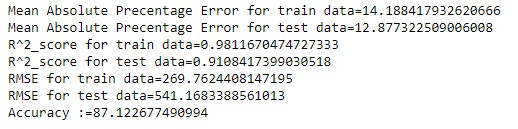 Mean Absolute Precentage Error for train data=14.188417932620666
Mean Absolute Precentage Error for test data=12.877322509006008
R^2_score for train data=0.9811670474727333
R^2_score for test data=0.9108417399030518
RMSE for train data=269.7624408147195
RMSE for test data=541.1683388561013
Accuracy :=87.122677490994